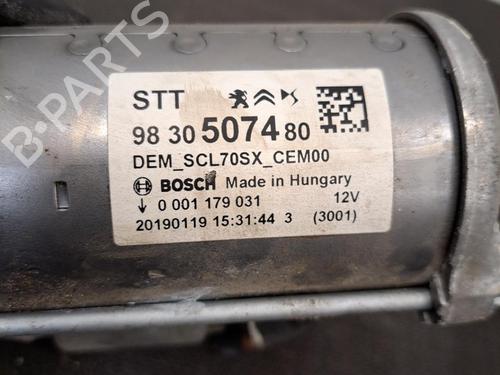 B-PARTS
STT
98 30 5074 80
DEM_SCL70SX_CEM00
BOSCH Made in Hungary
↓ 0 001 179 031 12V
20190119 15:31:44 3 (3001)